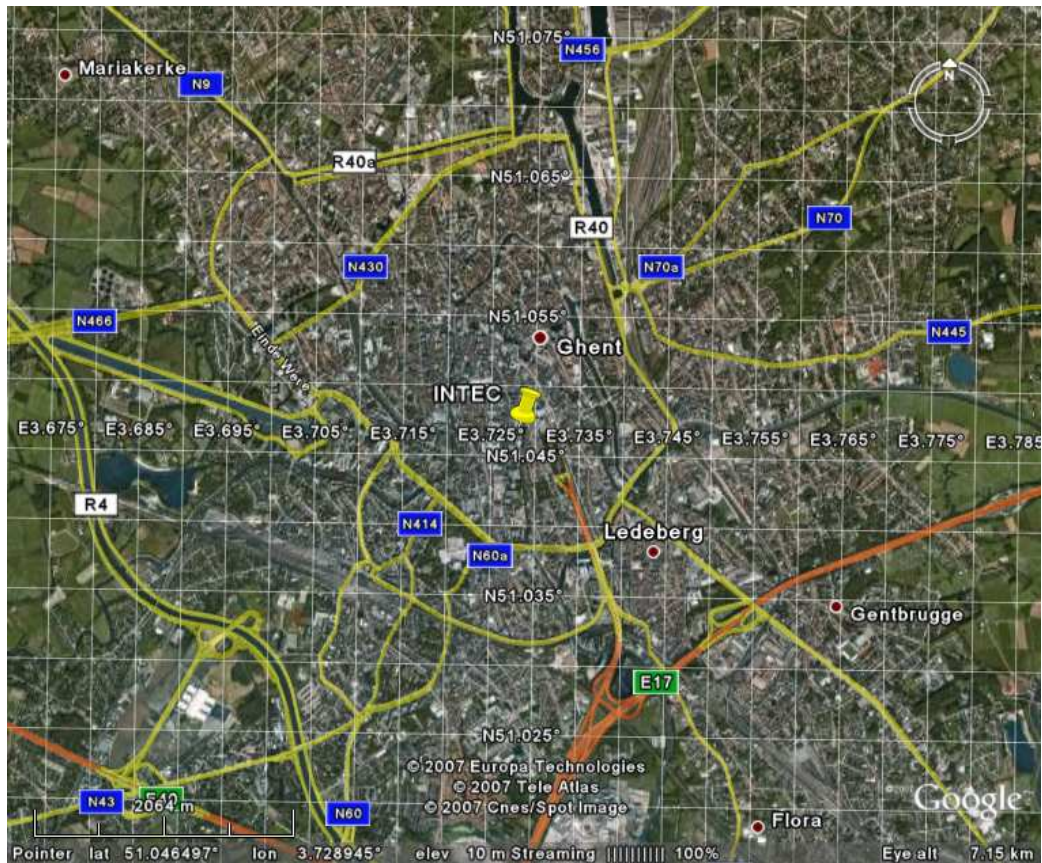 N51.075°
N456
Mariakerke
N9
N
R40a
N51.065°
N70
R40
N430
N70a
N466
N51.055°
N445
Einde Were
Ghent
INTEC
E3.675° E3.685° E3.695° E3.705° E3.715° E3.725° E3.735° E3.745° E3.755° E3.765° E3.775° E3.785°
N51.045°
R4
N414
Ledeberg
N60a
N51.035°
Gentbrugge
E17
N51.025°
© 2007 Europa Technologies
© 2007 Tele Atlas
© 2007 Cnes/Spot Image
Google
E40
N43
2064 m
N60
Flora
Pointer lat 51.046497° lon 3.728945° elev 10 m Streaming ||||||||| 100% Eye alt 7.15 km